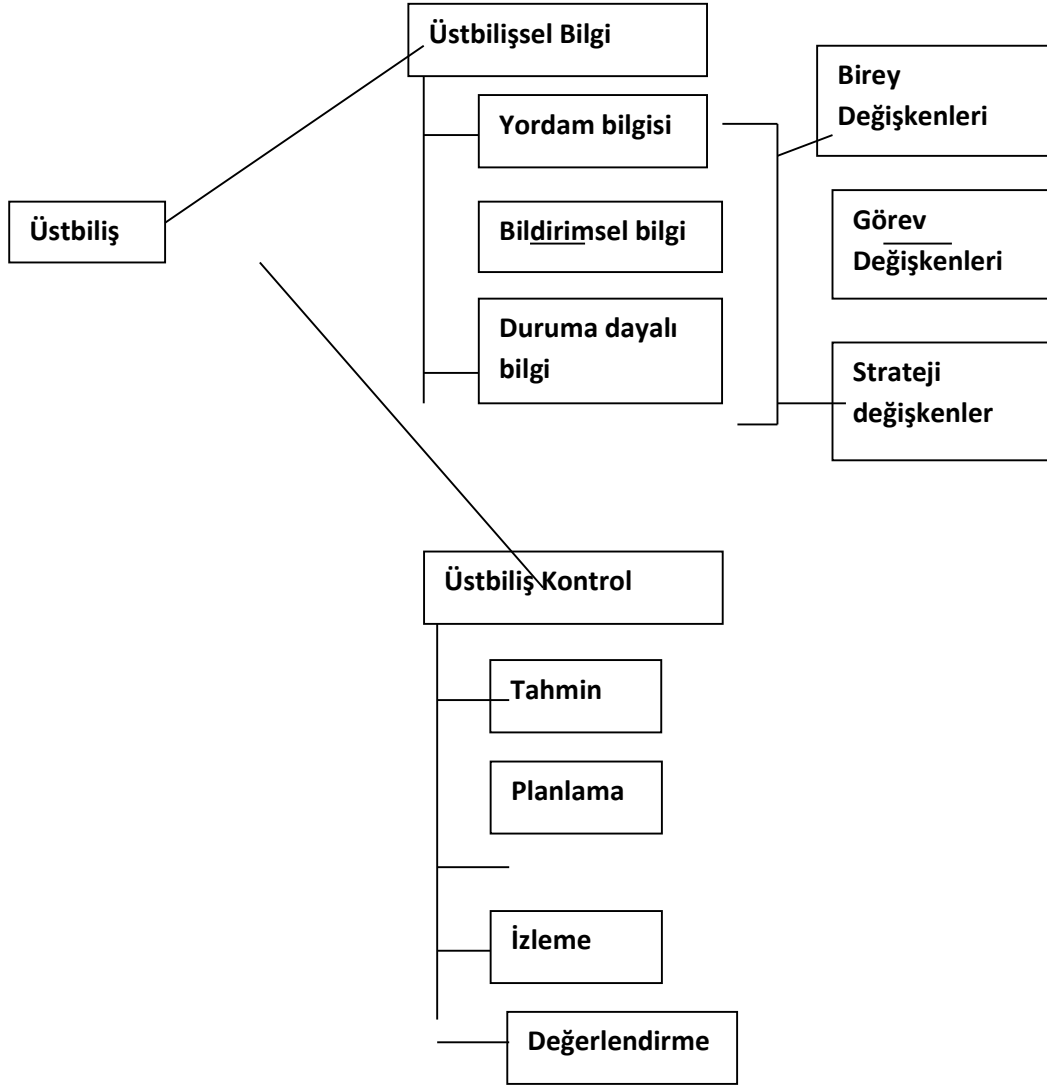 Üstbilişsel Bilgi
Birey
Değişkenleri
Yordam bilgisi
Üstbiliş
Bildirimsel bilgi
Görev
Değişkenleri
Duruma dayalı
bilgi
Strateji
değişkenler
Üstbiliş Kontrol
Tahmin
Planlama
İzleme
Değerlendirme